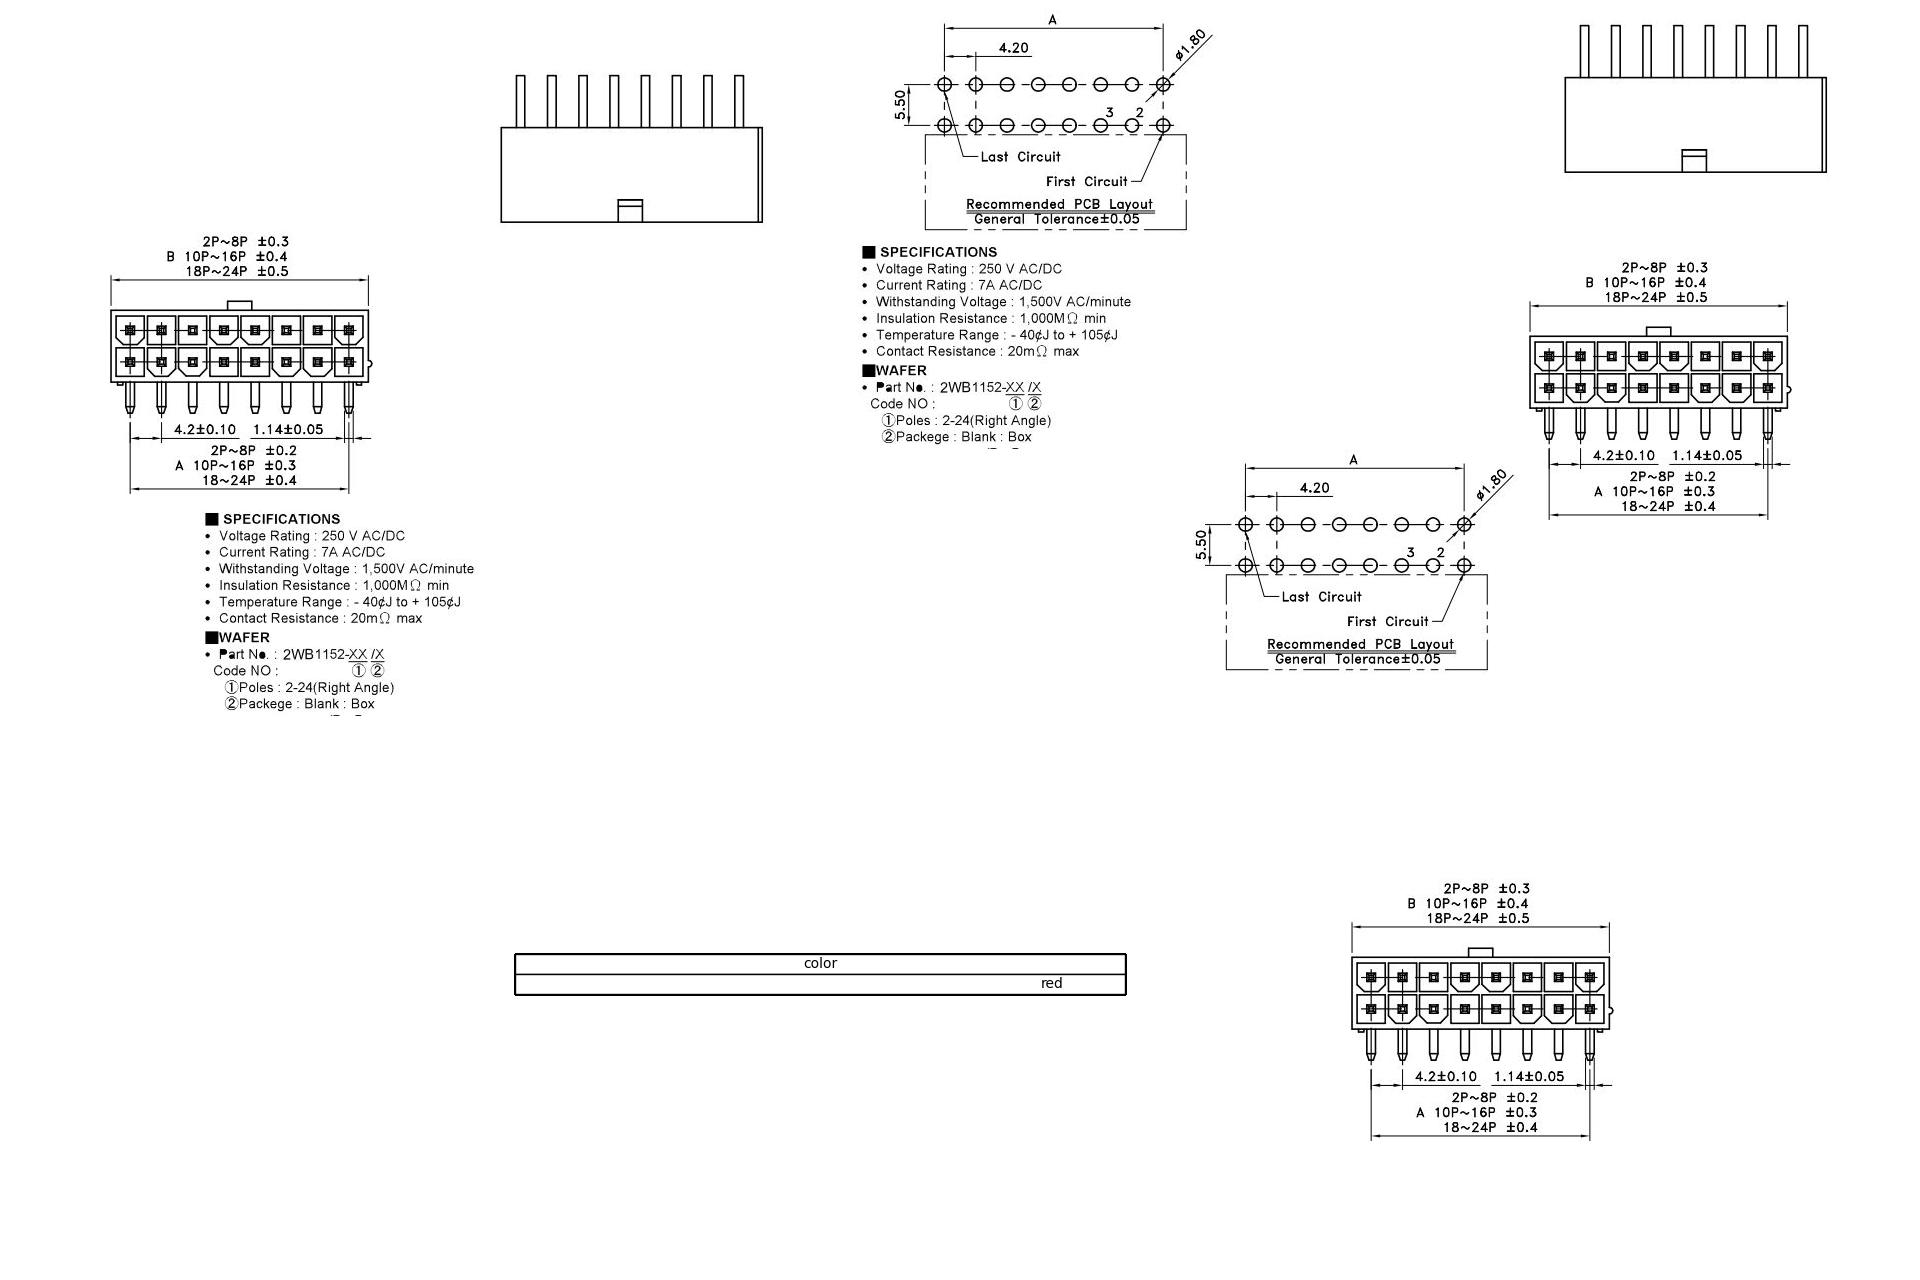 A
4.20
ø1.80
5.50
3 2
Last Circuit
First Circuit
Recommended PCB Layout
General Tolerance±0.05
2P~8P ±0.3
B 10P~16P ±0.4
18P~24P ±0.5
4.2±0.10 1.14±0.05
2P~8P ±0.2
A 10P~16P ±0.3
18~24P ±0.4
■ SPECIFICATIONS
• Voltage Rating : 250 V AC/DC
• Current Rating : 7A AC/DC
• Withstanding Voltage : 1,500V AC/minute
• Insulation Resistance : 1,000MΩ min
• Temperature Range : - 40¢J to + 105¢J
• Contact Resistance : 20mΩ max
■WAFER
• Part No. : 2WB1152-XX /X
Code NO : ① ②
①Poles : 2-24(Right Angle)
②Packege : Blank : Box
2P~8P ±0.3
B 10P~16P ±0.4
18P~24P ±0.5
4.2±0.10 1.14±0.05
2P~8P ±0.2
A 10P~16P ±0.3
18~24P ±0.4
A
4.20
ø1.80
5.50
3 2
Last Circuit
First Circuit
Recommended PCB Layout
General Tolerance±0.05
■ SPECIFICATIONS
• Voltage Rating : 250 V AC/DC
• Current Rating : 7A AC/DC
• Withstanding Voltage : 1,500V AC/minute
• Insulation Resistance : 1,000MΩ min
• Temperature Range : - 40¢J to + 105¢J
• Contact Resistance : 20mΩ max
■WAFER
• Part No. : 2WB1152-XX /X
Code NO : ① ②
①Poles : 2-24(Right Angle)
②Packege : Blank : Box
color
red
2P~8P ±0.3
B 10P~16P ±0.4
18P~24P ±0.5
4.2±0.10 1.14±0.05
2P~8P ±0.2
A 10P~16P ±0.3
18~24P ±0.4